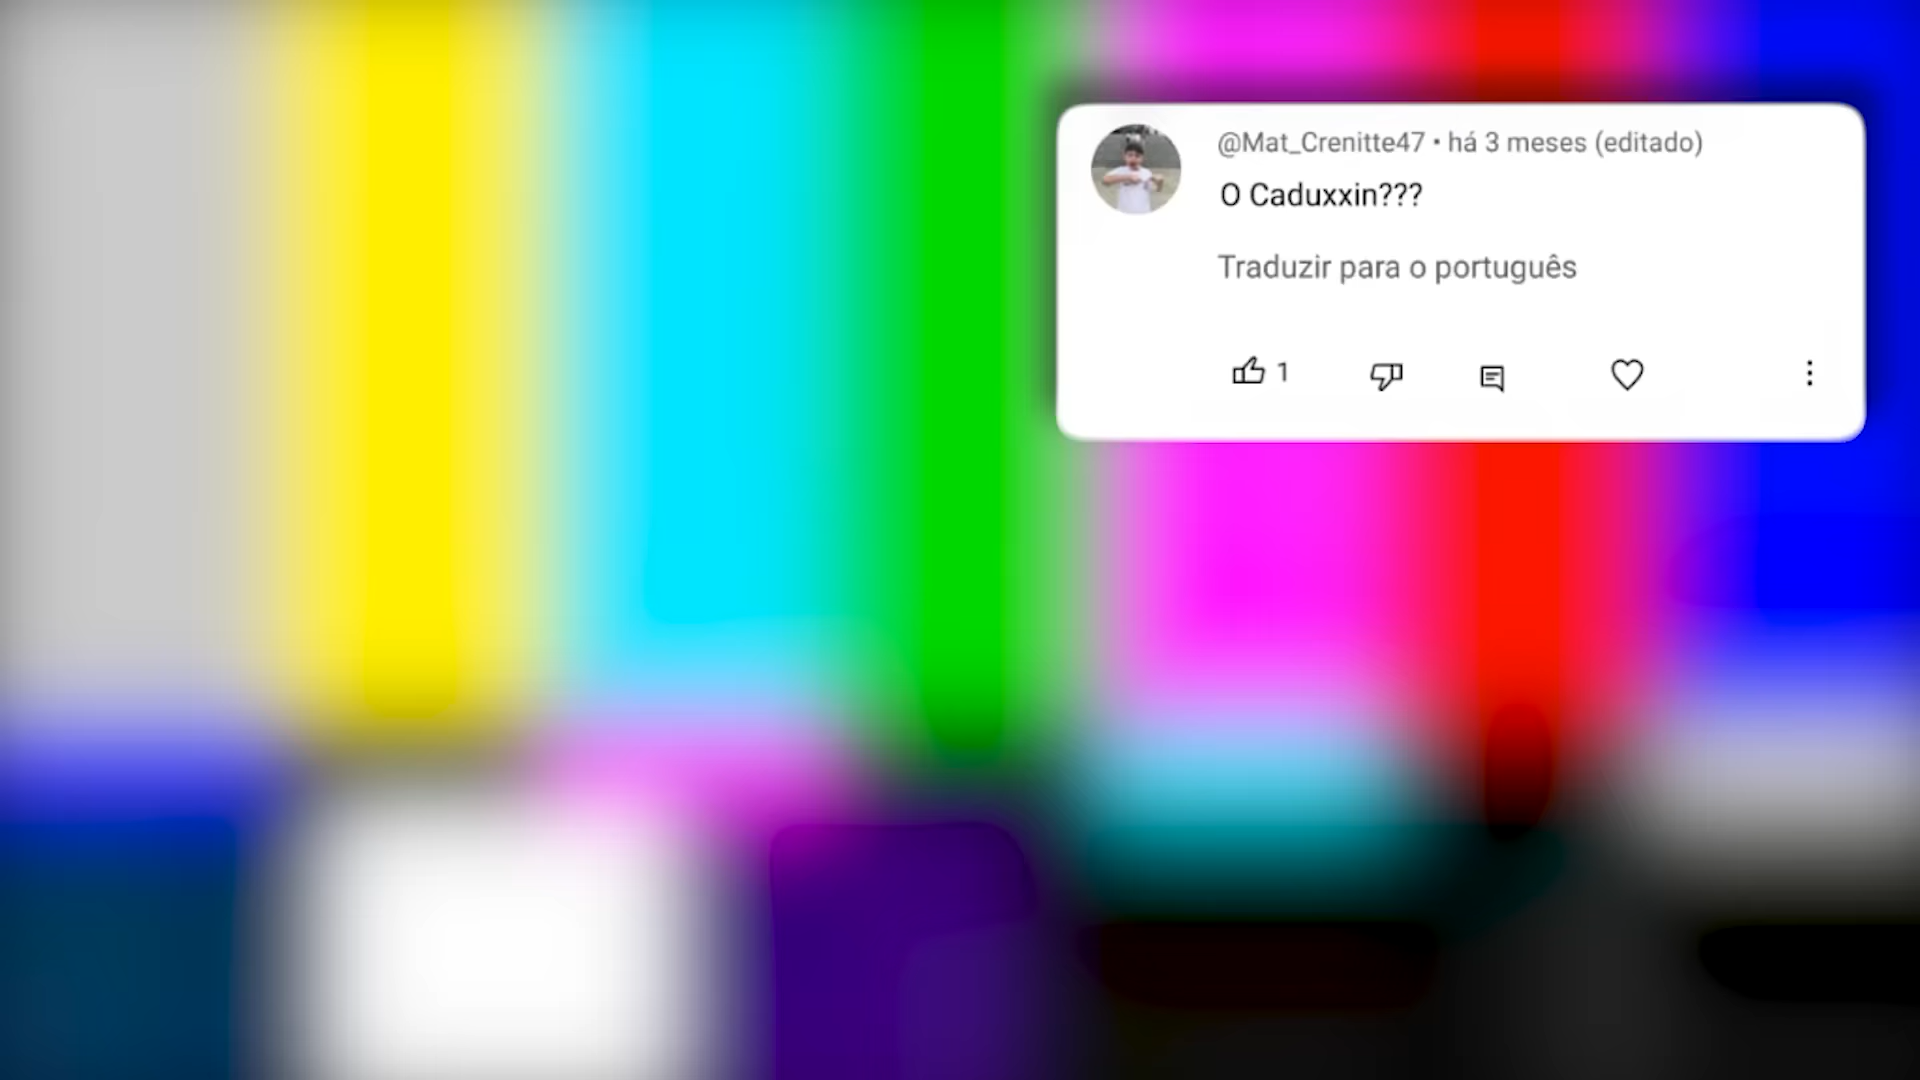 @Mat_Crenitte47 • há 3 meses (editado)
O Caduxxin???
Traduzir para o português
1